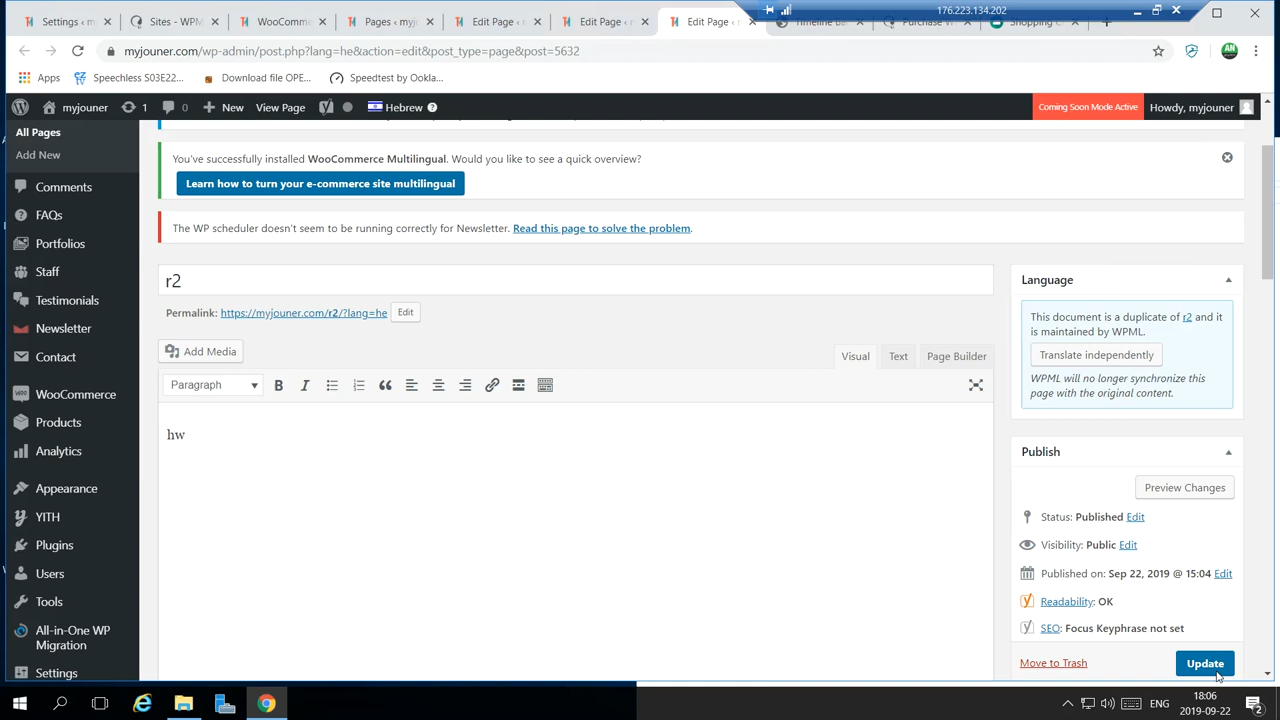 176.223.134.202
Settings ‹ m
Sites - WPM
WooComme
Pages ‹ myj
Edit Page ‹
Edit Page ‹ n
Edit Page ‹ n
Timeline ba
Purchase W
Shopping C
myjouner.com/wp-admin/post.php?lang=he&action=edit&post_type=page&post=5632
Apps
Speechless S03E22...
Download file OPE...
Speedtest by Ookla...
myjouner
1
0
New
View Page
Hebrew
Coming Soon Mode Active
Howdy, myjouner
All Pages
Add New
Comments
FAQs
Portfolios
Staff
Testimonials
Newsletter
Contact
WooCommerce
Products
Analytics
Appearance
YITH
Plugins
Users
Tools
All-in-One WP
Migration
Settings
You've successfully installed WooCommerce Multilingual. Would you like to see a quick overview?
Learn how to turn your e-commerce site multilingual
The WP scheduler doesn't seem to be running correctly for Newsletter. Read this page to solve the problem.
r2
Permalink: https://myjouner.com/r2/?lang=he Edit
Add Media
Visual
Text
Page Builder
Paragraph
hw
Language
This document is a duplicate of r2 and it
is maintained by WPML.
Translate independently
WPML will no longer synchronize this
page with the original content.
Publish
Preview Changes
Status: Published Edit
Visibility: Public Edit
Published on: Sep 22, 2019 @ 15:04 Edit
Readability: OK
SEO: Focus Keyphrase not set
Move to Trash
Update
ENG
18:06
2019-09-22
2